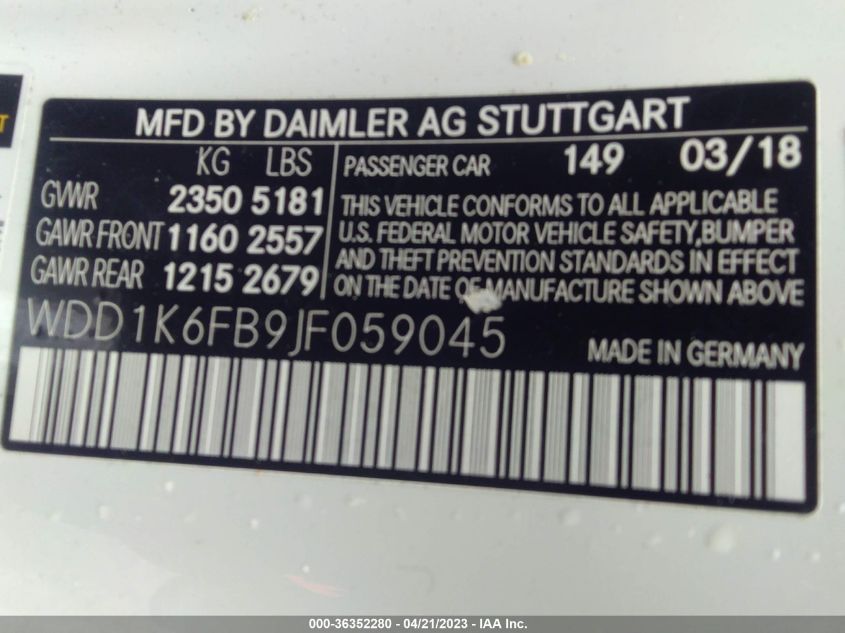 T
MFD BY DAIMLER AG STUTTGART
KG LBS
GVWR 2350 5181
GAWR FRONT 1160 2557
GAWR REAR 1215 2679
PASSENGER CAR 149 03/18
THIS VEHICLE CONFORMS TO ALL APPLICABLE
U.S. FEDERAL MOTOR VEHICLE SAFETY,BUMPER
AND THEFT PREVENTION STANDARDS IN EFFECT
ON THE DATE OF MANUFACTURE SHOWN ABOVE
WDD1K6FB9JF059045
MADE IN GERMANY
000-36352280 - 04/21/2023 - IAA Inc.